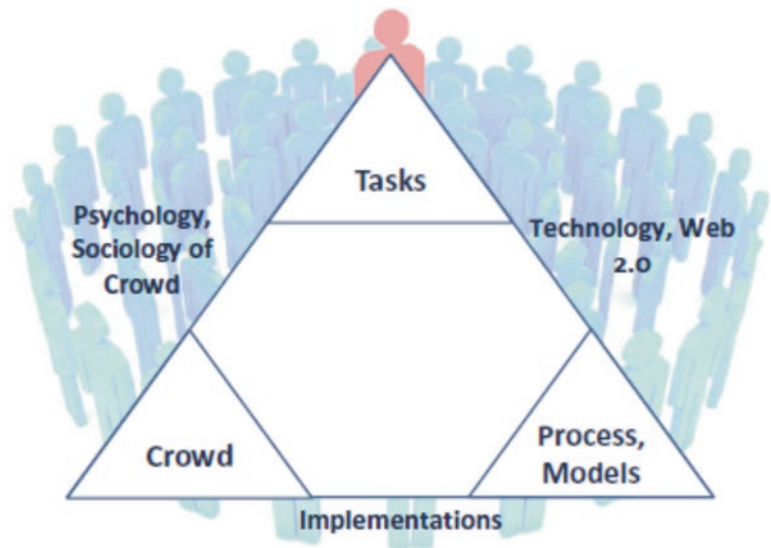 Tasks
Psychology,
Sociology of
Crowd
Technology, Web
2.0
Crowd
Process,
Models
Implementations